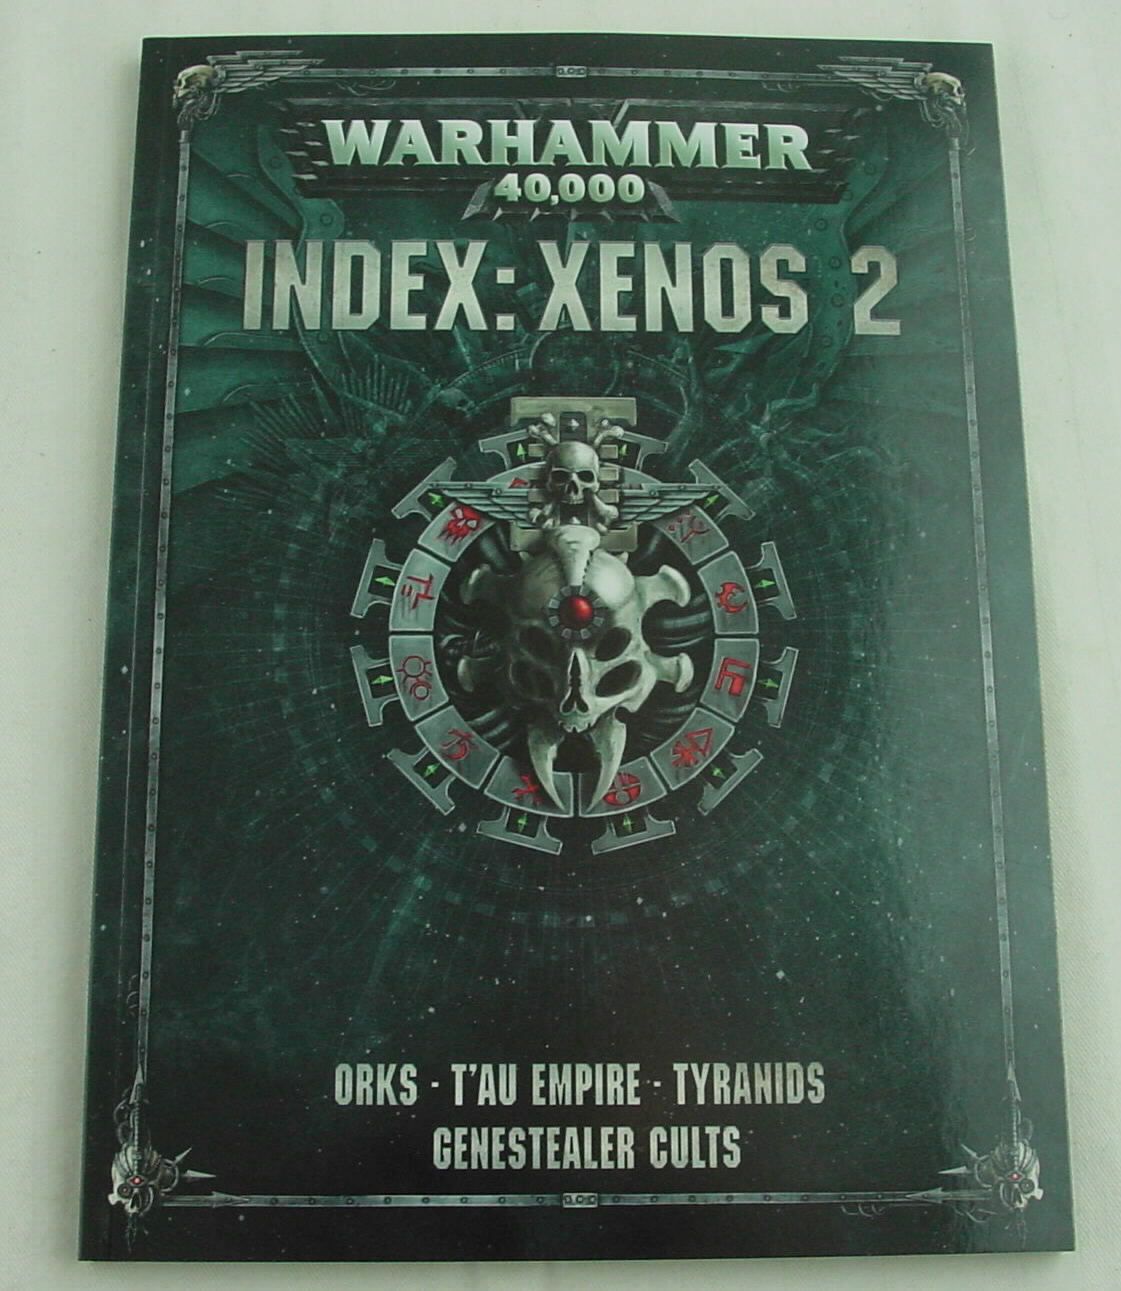 WARHAMMER
40,000
INDEX: XENOS 2
ORKS - T'AU EMPIRE - TYRANIDS
GENESTEALER CULTS